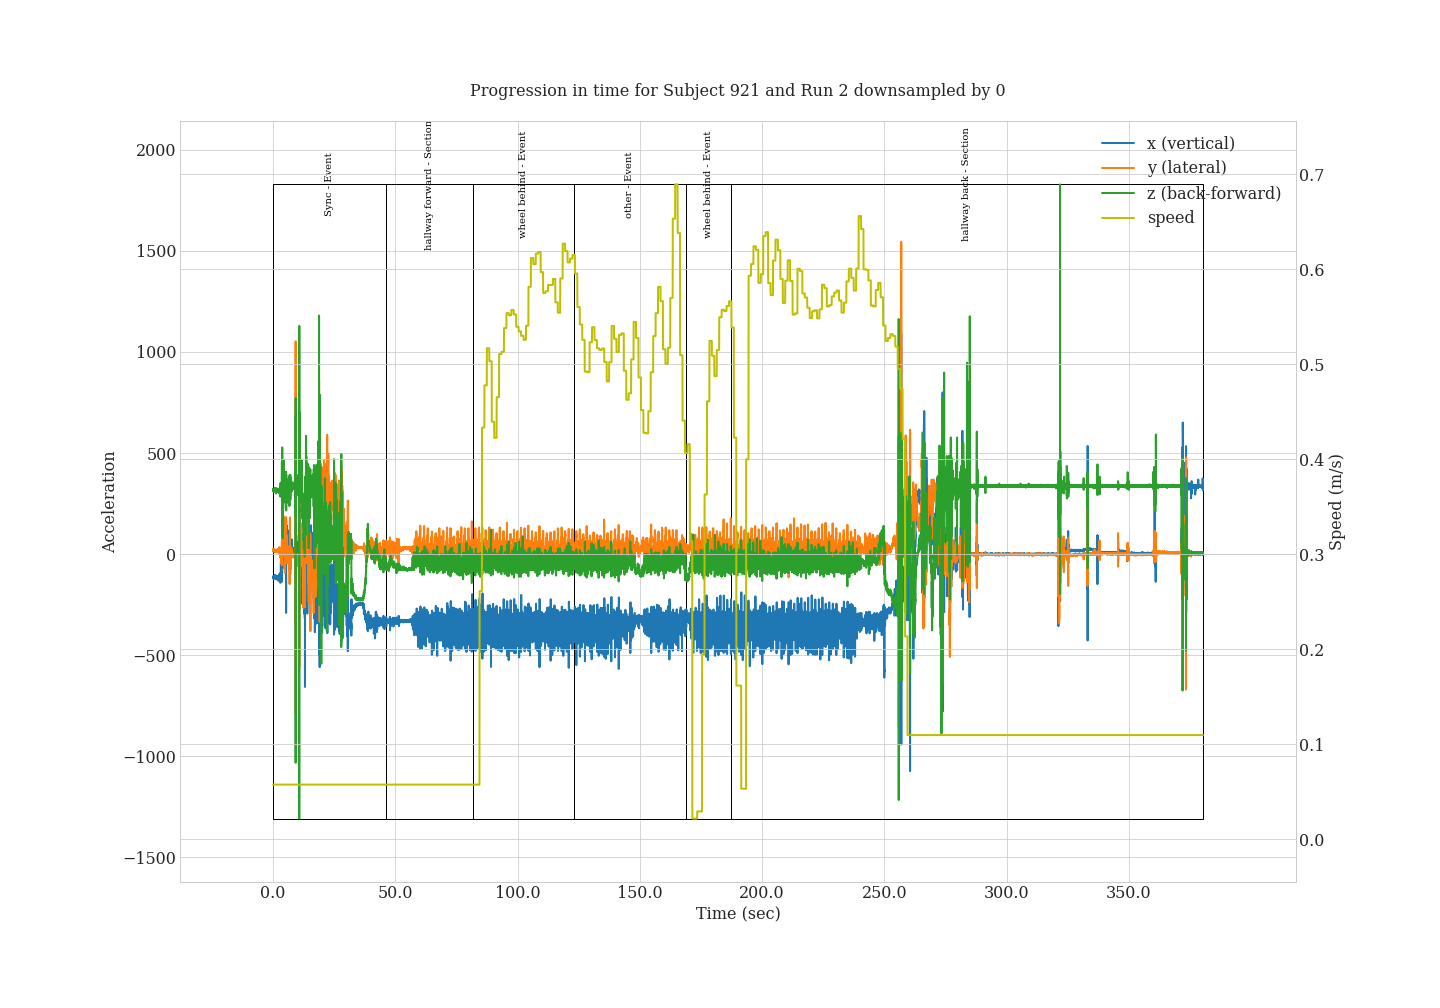 Progression in time for Subject 921 and Run 2 downsampled by 0
Sync - Event
hallway forward - Section
wheel behind - Event
other - Event
wheel behind - Event
hallway back - Section
x (vertical)
y (lateral)
z (back-forward)
speed
Acceleration
2000
1500
1000
500
0
−500
−1000
−1500
0.7
0.6
0.5
0.4
0.3
0.2
0.1
0.0
Speed (m/s)
0.0 50.0 100.0 150.0 200.0 250.0 300.0 350.0
Time (sec)